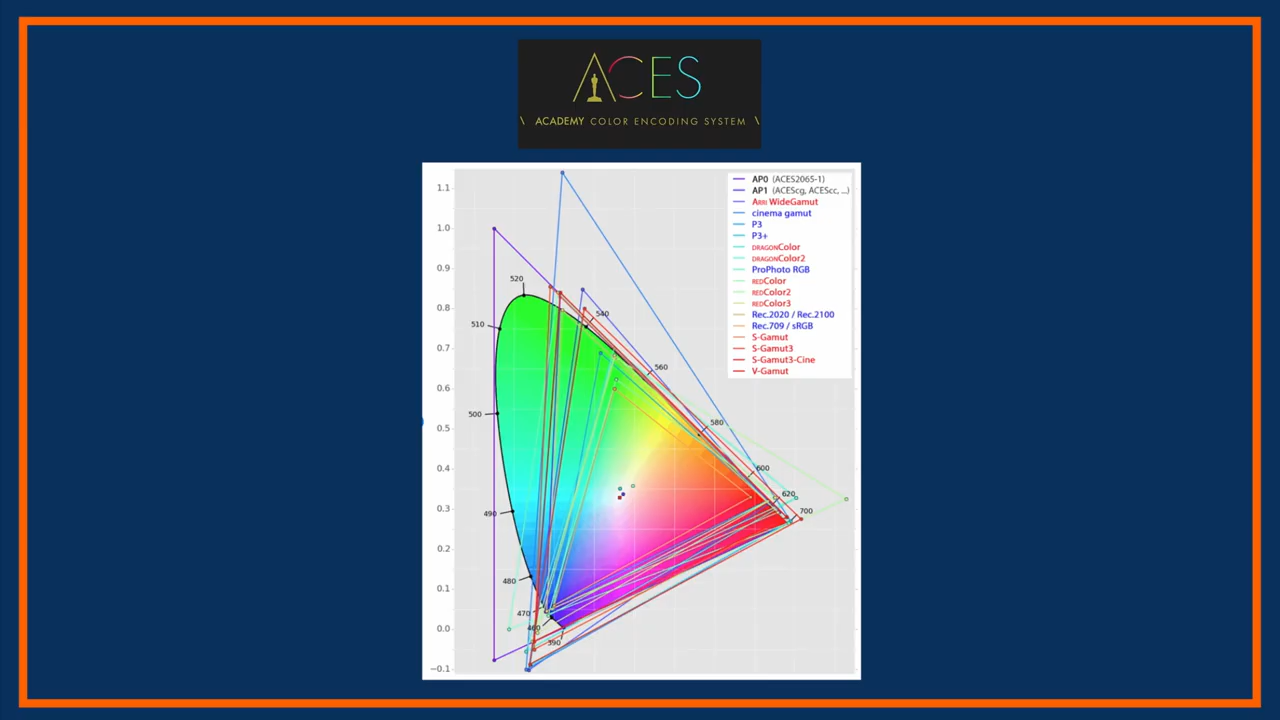 ACES
\ ACADEMY COLOR ENCODING SYSTEM \
AP0 (ACES2065-1)
AP1 (ACEScg, ACEScc, ...)
ARRI WideGamut
cinema gamut
P3
P3+
DRAGONColor
DRAGONColor2
ProPhoto RGB
REDColor
REDColor2
REDColor3
Rec.2020 / Rec.2100
Rec.709 / sRGB
S-Gamut
S-Gamut3
S-Gamut3-Cine
V-Gamut
1.1
1.0
0.9
0.8
0.7
0.6
0.5
0.4
0.3
0.2
0.1
0.0
−0.1
520
540
510
560
500
580
600
620
700
490
480
470
460
390